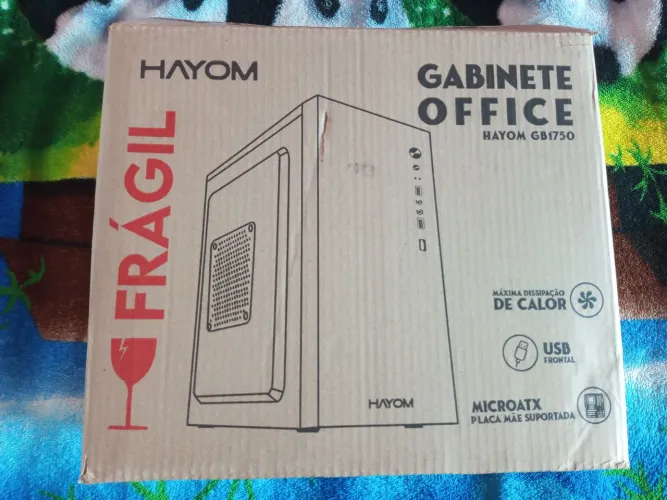 HAYOM
GABINETE
OFFICE
HAYOM GB1750
FRÁGIL
MÁXIMA DISSIPAÇÃO
DE CALOR
USB
FRONTAL
MICROATX
PLACA MÃE SUPORTADA
HAYOM